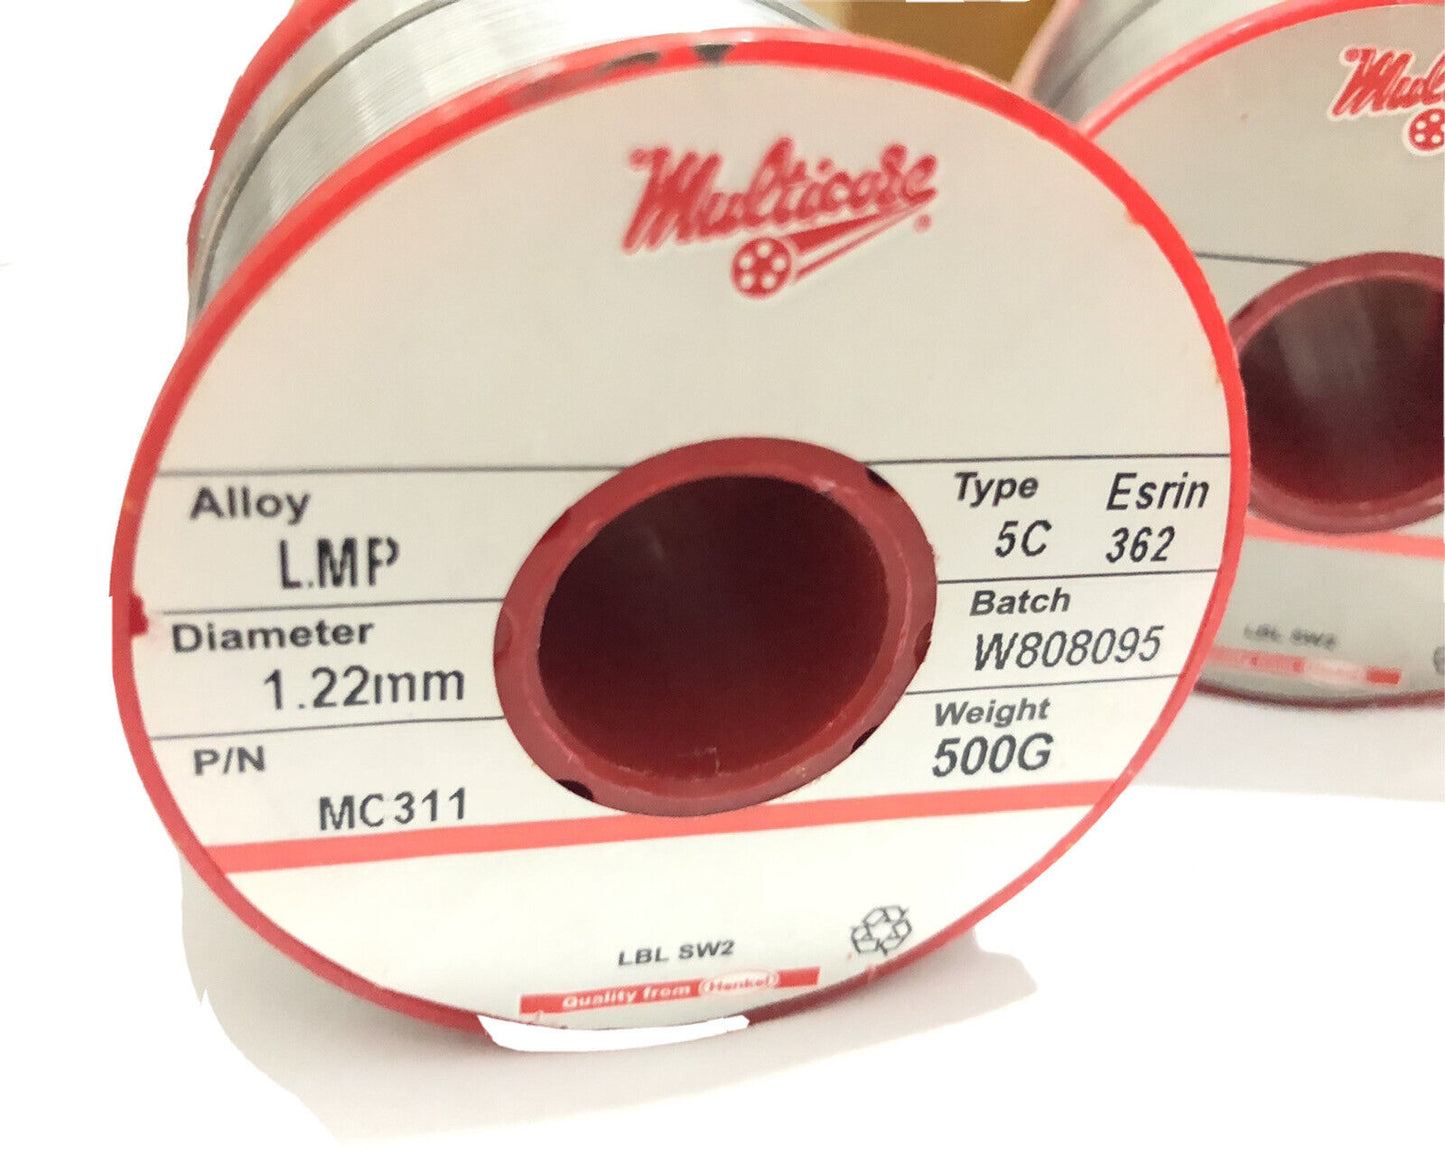 Multicore
Alloy
LMP
Diameter
1.22mm
P/N
MC311
Type Esrin
5C 362
Batch
W808095
Weight
500G
LBL SW2
Quality from Henkel
LBL SW2